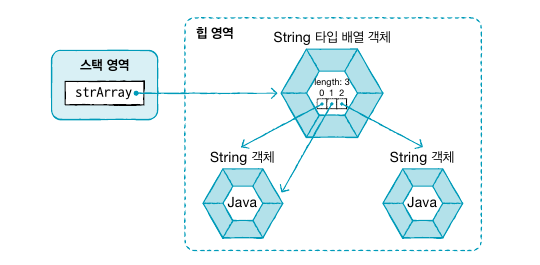 힙 영역
스택 영역
strArray
String 타입 배열 객체
length: 3
0 1 2
String 객체
Java
String 객체
Java